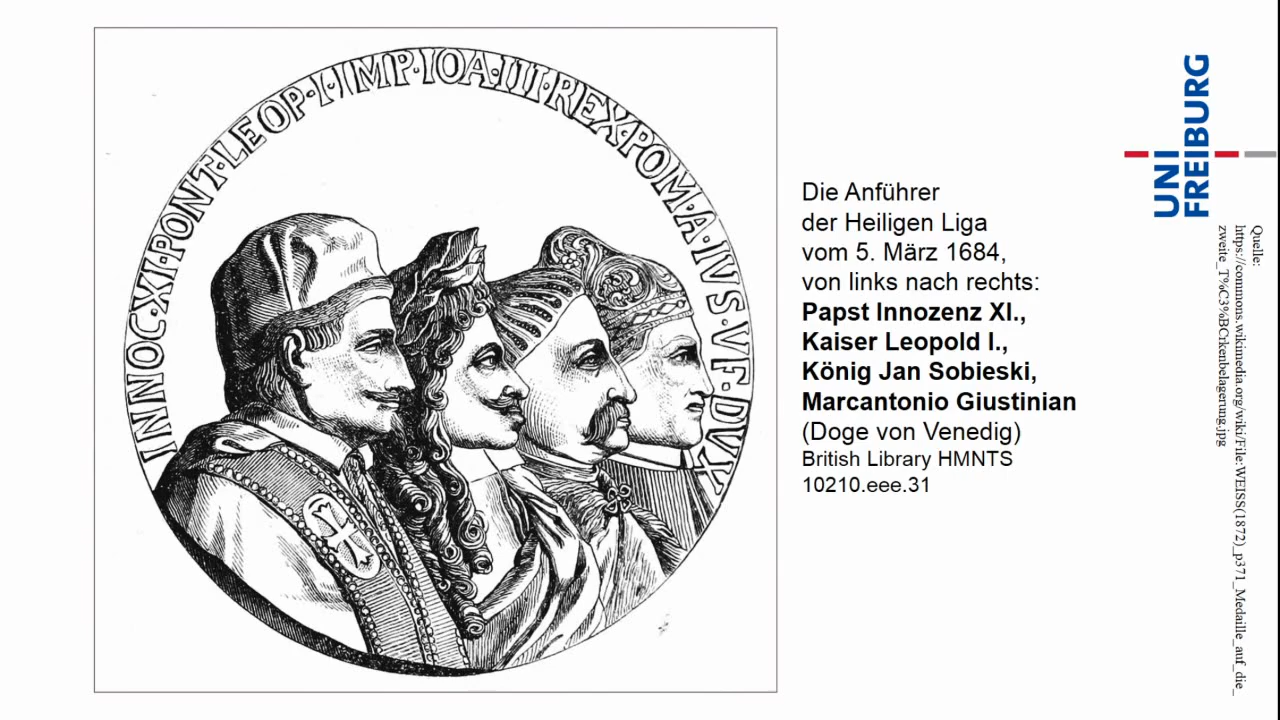 INNOC·XI·PONT·LEOP·I·IMP·IOA·III·REX·POM·A·IVS·V·F·DVX·
Die Anführer
der Heiligen Liga
vom 5. März 1684,
von links nach rechts:
Papst Innozenz XI.,
Kaiser Leopold I.,
König Jan Sobieski,
Marcantonio Giustinian
(Doge von Venedig)
British Library HMNTS
10210.eee.31
UNI
FREIBURG
Quelle:
https://commons.wikimedia.org/wiki/File:WEISS(1872)_p371_Medaille_auf_die_
zweite_T%C3%BCrkenbelagerung.jpg